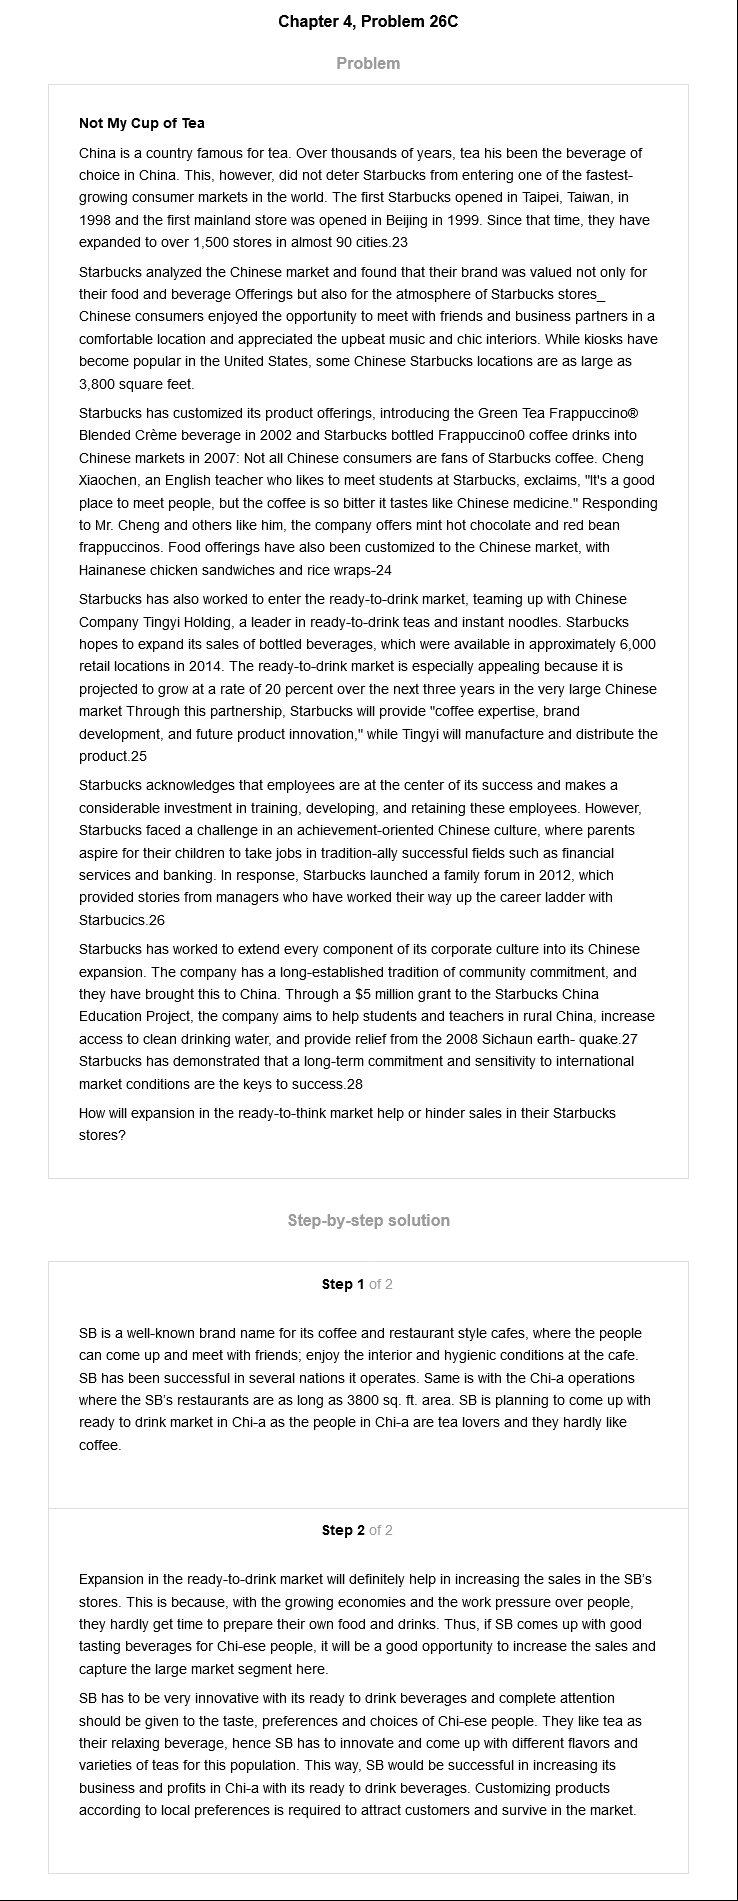 Chapter 4, Problem 26C
Problem
Not My Cup of Tea
China is a country famous for tea. Over thousands of years, tea his been the beverage of
choice in China. This, however, did not deter Starbucks from entering one of the fastest-
growing consumer markets in the world. The first Starbucks opened in Taipei, Taiwan, in
1998 and the first mainland store was opened in Beijing in 1999. Since that time, they have
expanded to over 1,500 stores in almost 90 cities.23
Starbucks analyzed the Chinese market and found that their brand was valued not only for
their food and beverage Offerings but also for the atmosphere of Starbucks stores_
Chinese consumers enjoyed the opportunity to meet with friends and business partners in a
comfortable location and appreciated the upbeat music and chic interiors. While kiosks have
become popular in the United States, some Chinese Starbucks locations are as large as
3,800 square feet.
Starbucks has customized its product offerings, introducing the Green Tea Frappuccino®
Blended Crème beverage in 2002 and Starbucks bottled Frappuccino0 coffee drinks into
Chinese markets in 2007: Not all Chinese consumers are fans of Starbucks coffee. Cheng
Xiaochen, an English teacher who likes to meet students at Starbucks, exclaims, "It's a good
place to meet people, but the coffee is so bitter it tastes like Chinese medicine." Responding
to Mr. Cheng and others like him, the company offers mint hot chocolate and red bean
frappuccinos. Food offerings have also been customized to the Chinese market, with
Hainanese chicken sandwiches and rice wraps-24
Starbucks has also worked to enter the ready-to-drink market, teaming up with Chinese
Company Tingyi Holding, a leader in ready-to-drink teas and instant noodles. Starbucks
hopes to expand its sales of bottled beverages, which were available in approximately 6,000
retail locations in 2014. The ready-to-drink market is especially appealing because it is
projected to grow at a rate of 20 percent over the next three years in the very large Chinese
market Through this partnership, Starbucks will provide "coffee expertise, brand
development, and future product innovation," while Tingyi will manufacture and distribute the
product.25
Starbucks acknowledges that employees are at the center of its success and makes a
considerable investment in training, developing, and retaining these employees. However,
Starbucks faced a challenge in an achievement-oriented Chinese culture, where parents
aspire for their children to take jobs in tradition-ally successful fields such as financial
services and banking. In response, Starbucks launched a family forum in 2012, which
provided stories from managers who have worked their way up the career ladder with
Starbucics.26
Starbucks has worked to extend every component of its corporate culture into its Chinese
expansion. The company has a long-established tradition of community commitment, and
they have brought this to China. Through a $5 million grant to the Starbucks China
Education Project, the company aims to help students and teachers in rural China, increase
access to clean drinking water, and provide relief from the 2008 Sichaun earth- quake.27
Starbucks has demonstrated that a long-term commitment and sensitivity to international
market conditions are the keys to success.28
How will expansion in the ready-to-think market help or hinder sales in their Starbucks
stores?
Step-by-step solution
Step 1 of 2
SB is a well-known brand name for its coffee and restaurant style cafes, where the people
can come up and meet with friends; enjoy the interior and hygienic conditions at the cafe.
SB has been successful in several nations it operates. Same is with the Chi-a operations
where the SB's restaurants are as long as 3800 sq. ft. area. SB is planning to come up with
ready to drink market in Chi-a as the people in Chi-a are tea lovers and they hardly like
coffee.
Step 2 of 2
Expansion in the ready-to-drink market will definitely help in increasing the sales in the SB's
stores. This is because, with the growing economies and the work pressure over people,
they hardly get time to prepare their own food and drinks. Thus, if SB comes up with good
tasting beverages for Chi-ese people, it will be a good opportunity to increase the sales and
capture the large market segment here.
SB has to be very innovative with its ready to drink beverages and complete attention
should be given to the taste, preferences and choices of Chi-ese people. They like tea as
their relaxing beverage, hence SB has to innovate and come up with different flavors and
varieties of teas for this population. This way, SB would be successful in increasing its
business and profits in Chi-a with its ready to drink beverages. Customizing products
according to local preferences is required to attract customers and survive in the market.